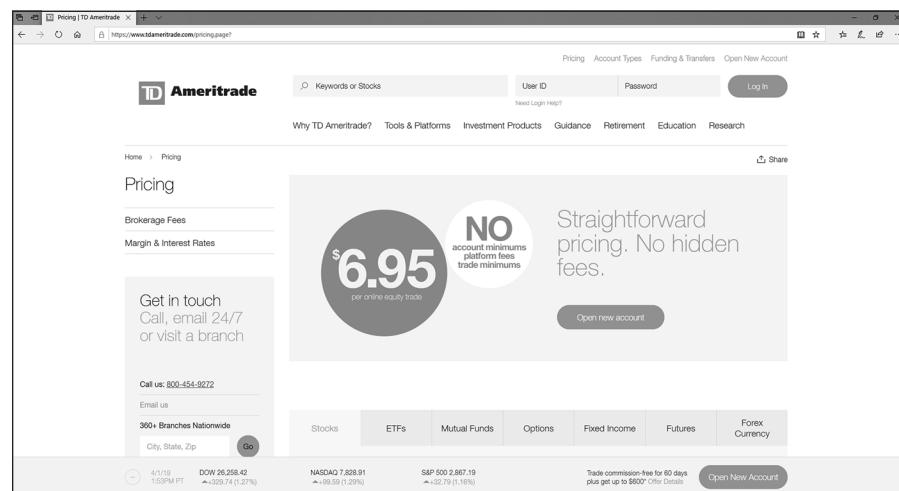 Pricing | TD Ameritrade
https://www.tdameritrade.com/pricing.page?
Pricing Account Types Funding & Transfers Open New Account
TD Ameritrade
Keywords or Stocks
User ID
Password
Log In
Need Login Help?
Why TD Ameritrade? Tools & Platforms Investment Products Guidance Retirement Education Research
Home > Pricing
Share
Pricing
Brokerage Fees
Margin & Interest Rates
$6.95
per online equity trade
NO
account minimums
platform fees
trade minimums
Straightforward
pricing. No hidden
fees.
Open new account
Get in touch
Call, email 24/7
or visit a branch
Call us: 800-454-9272
Email us
360+ Branches Nationwide
City, State, Zip
Go
Stocks ETFs Mutual Funds Options Fixed Income Futures Forex
Currency
4/1/19
1:53PM PT
DOW 26,258.42
+329.74 (1.27%)
NASDAQ 7,828.91
+99.59 (1.29%)
S&P 500 2,867.19
+32.79 (1.16%)
Trade commission-free for 60 days
plus get up to $600* Offer Details
Open New Account